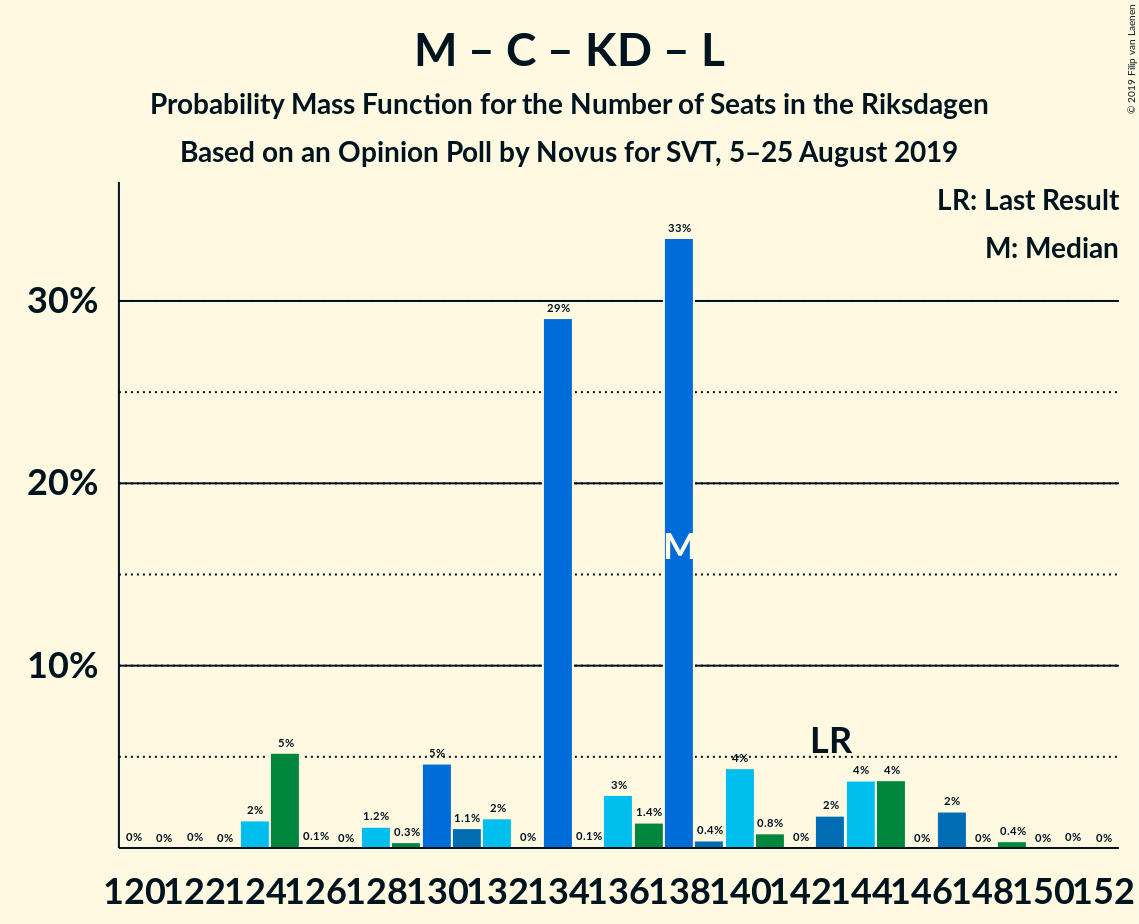 © 2019 Filip van Laenen
M – C – KD – L
Probability Mass Function for the Number of Seats in the Riksdagen
Based on an Opinion Poll by Novus for SVT, 5–25 August 2019
LR: Last Result
M: Median
30%
20%
10%
0% 0% 0% 0% 2% 5% 0.1% 0% 1.2% 0.3% 5% 1.1% 2% 0% 29% 0.1% 3% 1.4% 33% 0.4% 4% 0.8% 0% 2% 4% 4% 0% 2% 0% 0.4% 0% 0% 0%
M
LR
120 122 124 126 128 130 132 134 136 138 140 142 144 146 148 150 152